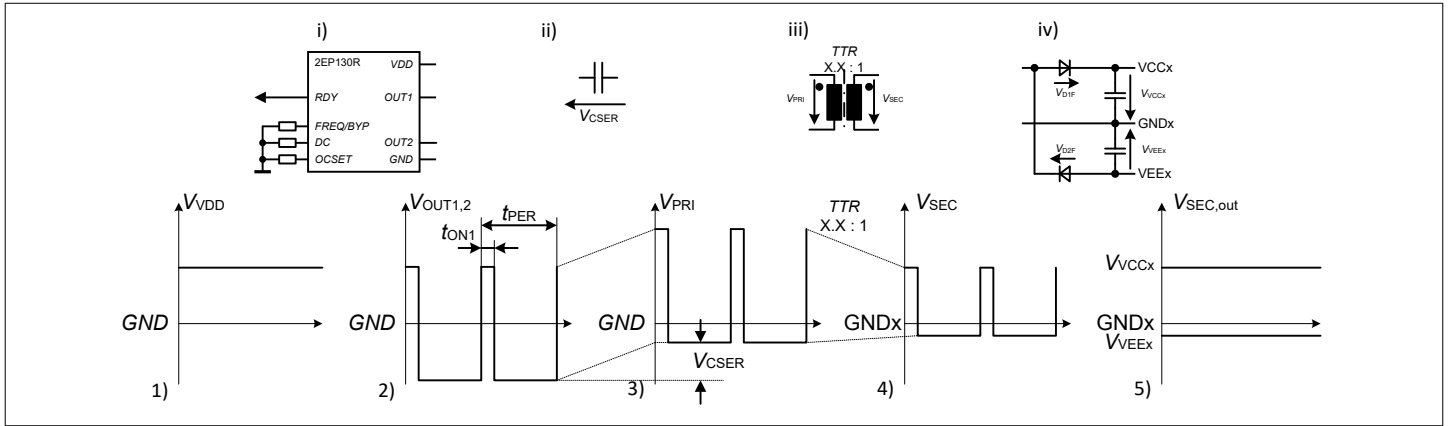 i)
ii)
iii)
iv)
2EP130R
VDD
RDY
OUT1
FREQ/BYP
DC
OUT2
OCSET
GND
VCSER
TTR
X.X : 1
VPRI
VSEC
VCCx
VD1F
VVCCx
GNDx
VD2F
VVEEx
VEEx
VVDD
GND
1)
VOUT1,2
tPER
tON1
GND
2)
VPRI
GND
VCSER
3)
TTR
X.X : 1
VSEC
GNDx
4)
VSEC,out
VVCCx
GNDx
VVEEx
5)